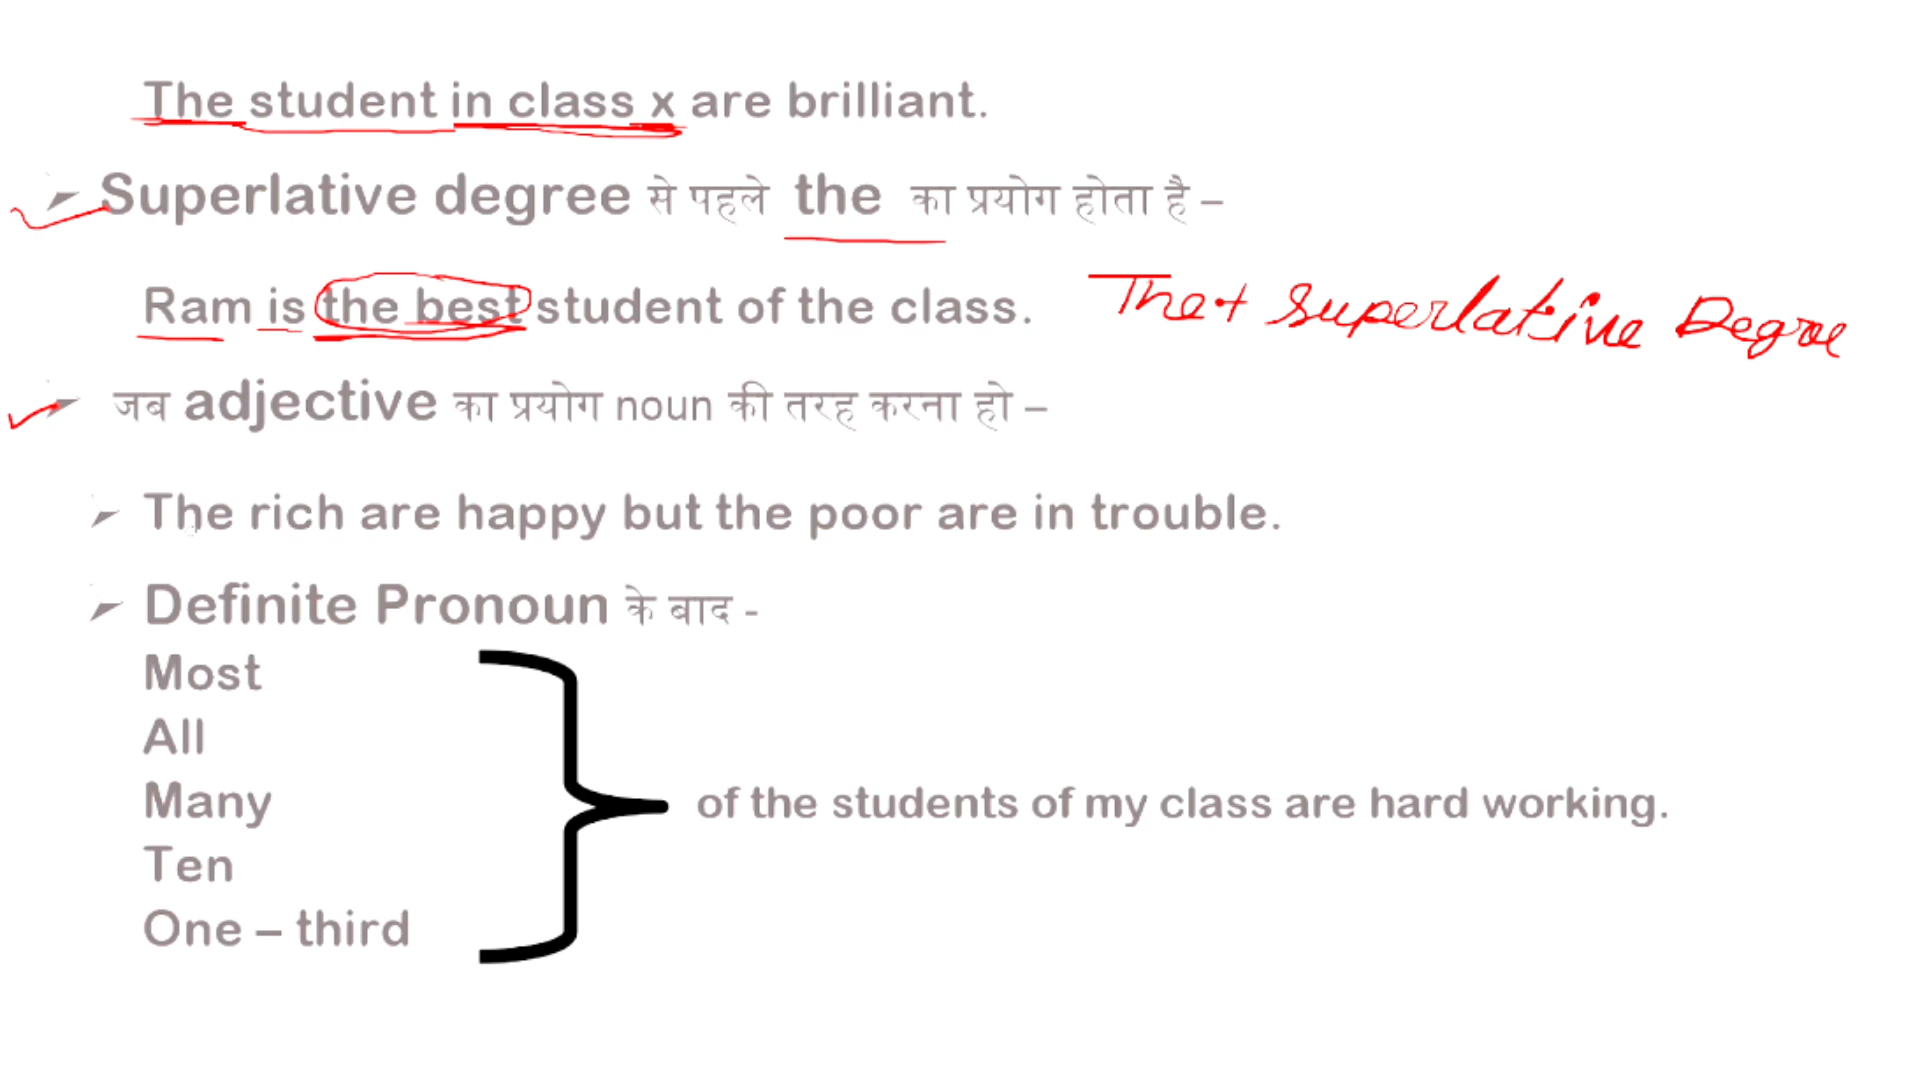 The student in class x are brilliant.
Superlative degree से पहले the का प्रयोग होता है –
Ram is the best student of the class. The + Superlative Degree
जब adjective का प्रयोग noun की तरह करना हो –
The rich are happy but the poor are in trouble.
Definite Pronoun के बाद -
Most
All
Many
of the students of my class are hard working.
Ten
One – third